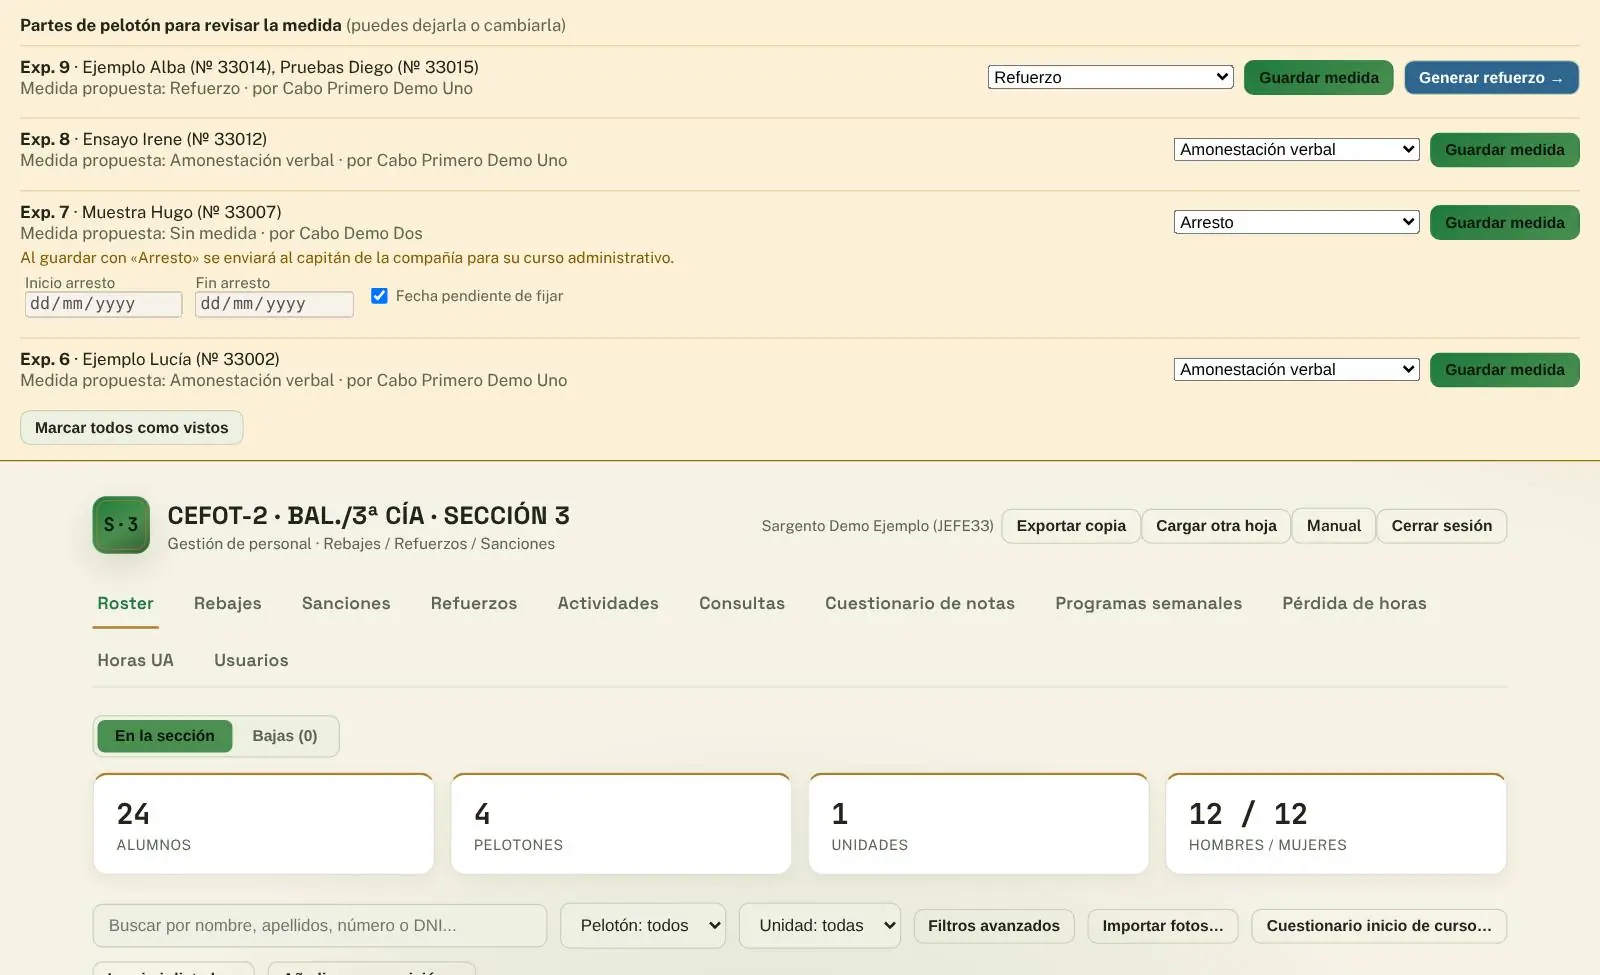 Partes de pelotón para revisar la medida (puedes dejarla o cambiarla)
Exp. 9 · Ejemplo Alba (Nº 33014), Pruebas Diego (Nº 33015)
Medida propuesta: Refuerzo · por Cabo Primero Demo Uno
Refuerzo Guardar medida Generar refuerzo →
Exp. 8 · Ensayo Irene (Nº 33012)
Medida propuesta: Amonestación verbal · por Cabo Primero Demo Uno
Amonestación verbal Guardar medida
Exp. 7 · Muestra Hugo (Nº 33007)
Medida propuesta: Sin medida · por Cabo Demo Dos
Arresto Guardar medida
Al guardar con «Arresto» se enviará al capitán de la compañía para su curso administrativo.
Inicio arresto Fin arresto
dd/mm/yyyy dd/mm/yyyy Fecha pendiente de fijar
Exp. 6 · Ejemplo Lucía (Nº 33002)
Medida propuesta: Amonestación verbal · por Cabo Primero Demo Uno
Amonestación verbal Guardar medida
Marcar todos como vistos
S·3
CEFOT-2 · BAL./3ª CÍA · SECCIÓN 3
Gestión de personal · Rebajes / Refuerzos / Sanciones
Sargento Demo Ejemplo (JEFE33) Exportar copia Cargar otra hoja Manual Cerrar sesión
Roster Rebajes Sanciones Refuerzos Actividades Consultas Cuestionario de notas Programas semanales Pérdida de horas
Horas UA Usuarios
En la sección Bajas (0)
24 4 1 12 / 12
ALUMNOS PELOTONES UNIDADES HOMBRES / MUJERES
Buscar por nombre, apellidos, número o DNI... Pelotón: todos Unidad: todas Filtros avanzados Importar fotos... Cuestionario inicio de curso...